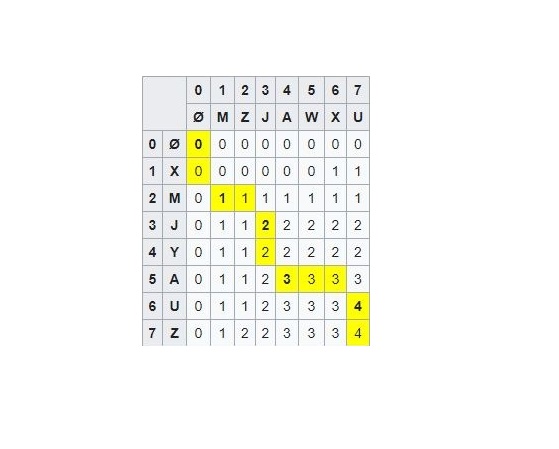 0 1 2 3 4 5 6 7
Ø M Z J A W X U
0 Ø 0 0 0 0 0 0 0 0
1 X 0 0 0 0 0 0 1 1
2 M 0 1 1 1 1 1 1 1
3 J 0 1 1 2 2 2 2 2
4 Y 0 1 1 2 2 2 2 2
5 A 0 1 1 2 3 3 3 3
6 U 0 1 1 2 3 3 3 4
7 Z 0 1 2 2 3 3 3 4